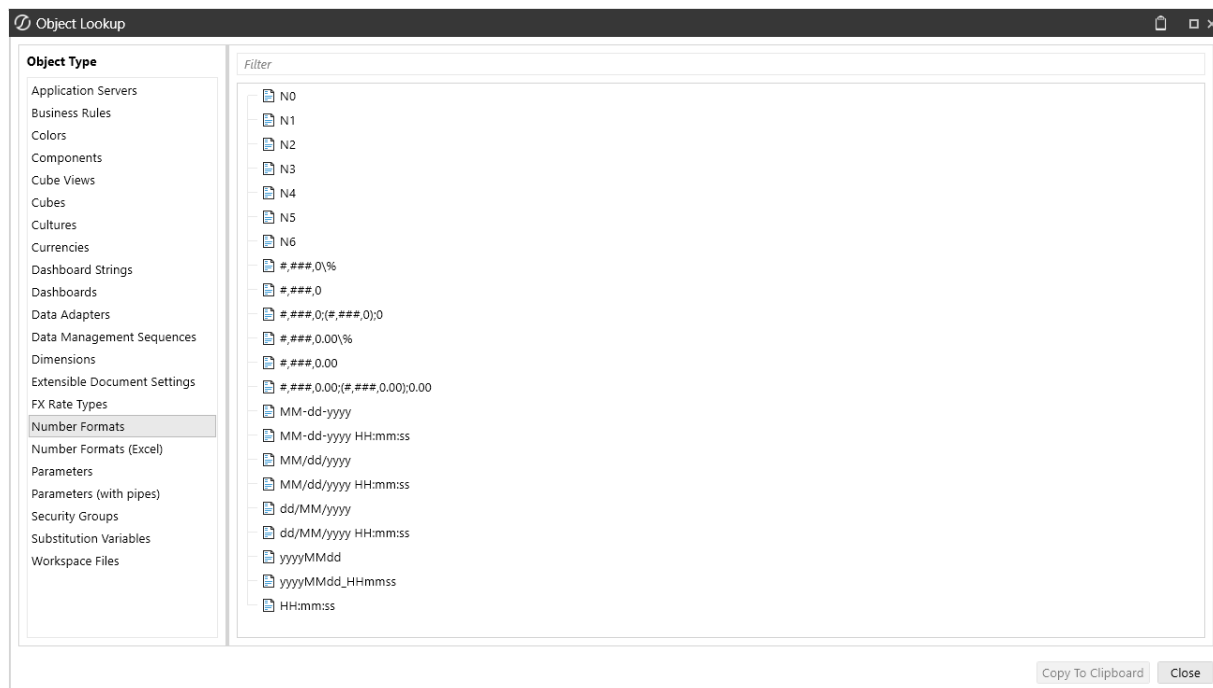 Object Lookup
Object Type
Application Servers
Business Rules
Colors
Components
Cube Views
Cubes
Cultures
Currencies
Dashboard Strings
Dashboards
Data Adapters
Data Management Sequences
Dimensions
Extensible Document Settings
FX Rate Types
Number Formats
Number Formats (Excel)
Parameters
Parameters (with pipes)
Security Groups
Substitution Variables
Workspace Files
Filter
N0
N1
N2
N3
N4
N5
N6
#,###,0\%
#,###,0
#,###,0;(#,###,0);0
#,###,0.00\%
#,###,0.00
#,###,0.00;(#,###,0.00);0.00
MM-dd-yyyy
MM-dd-yyyy HH:mm:ss
MM/dd/yyyy
MM/dd/yyyy HH:mm:ss
dd/MM/yyyy
dd/MM/yyyy HH:mm:ss
yyyyMMdd
yyyyMMdd_HHmmss
HH:mm:ss
Copy To Clipboard
Close